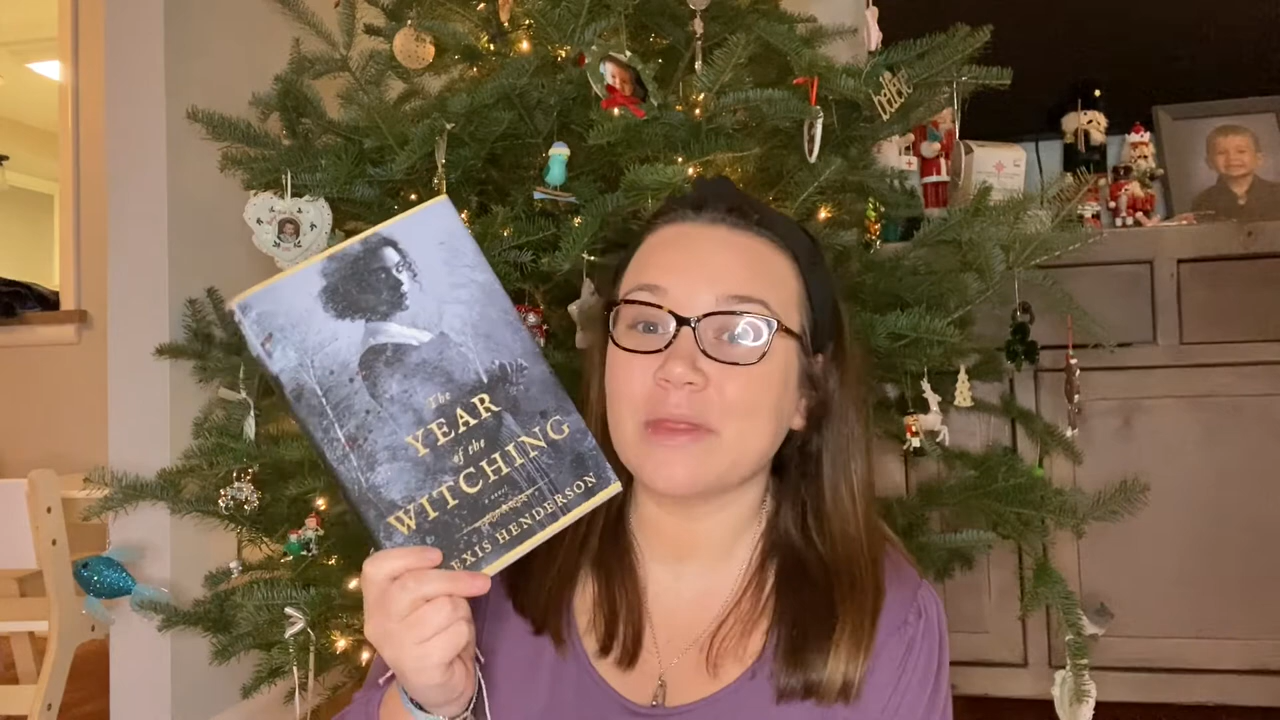 believe
The
YEAR
of the
WITCHING
a novel
EXIS HENDERSON